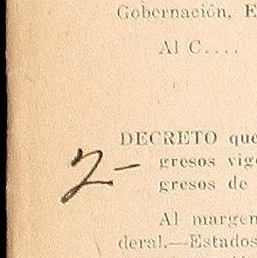 Gobernación, E
Al C....
DECRETO que
2- gresos vig
gresos de
Al margen
deral.—Estados